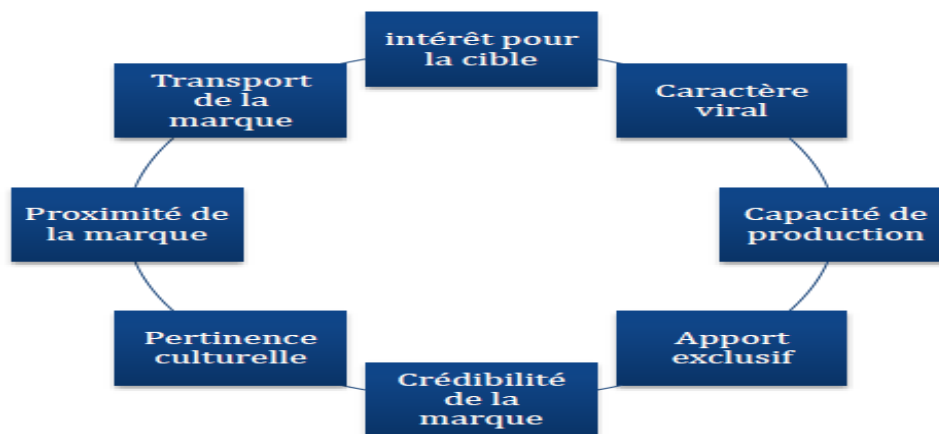 intérêt pour
la cible
Caractère
viral
Capacité de
production
Apport
exclusif
Crédibilité
de la
marque
Pertinence
culturelle
Proximité de
la marque
Transport
de la
marque